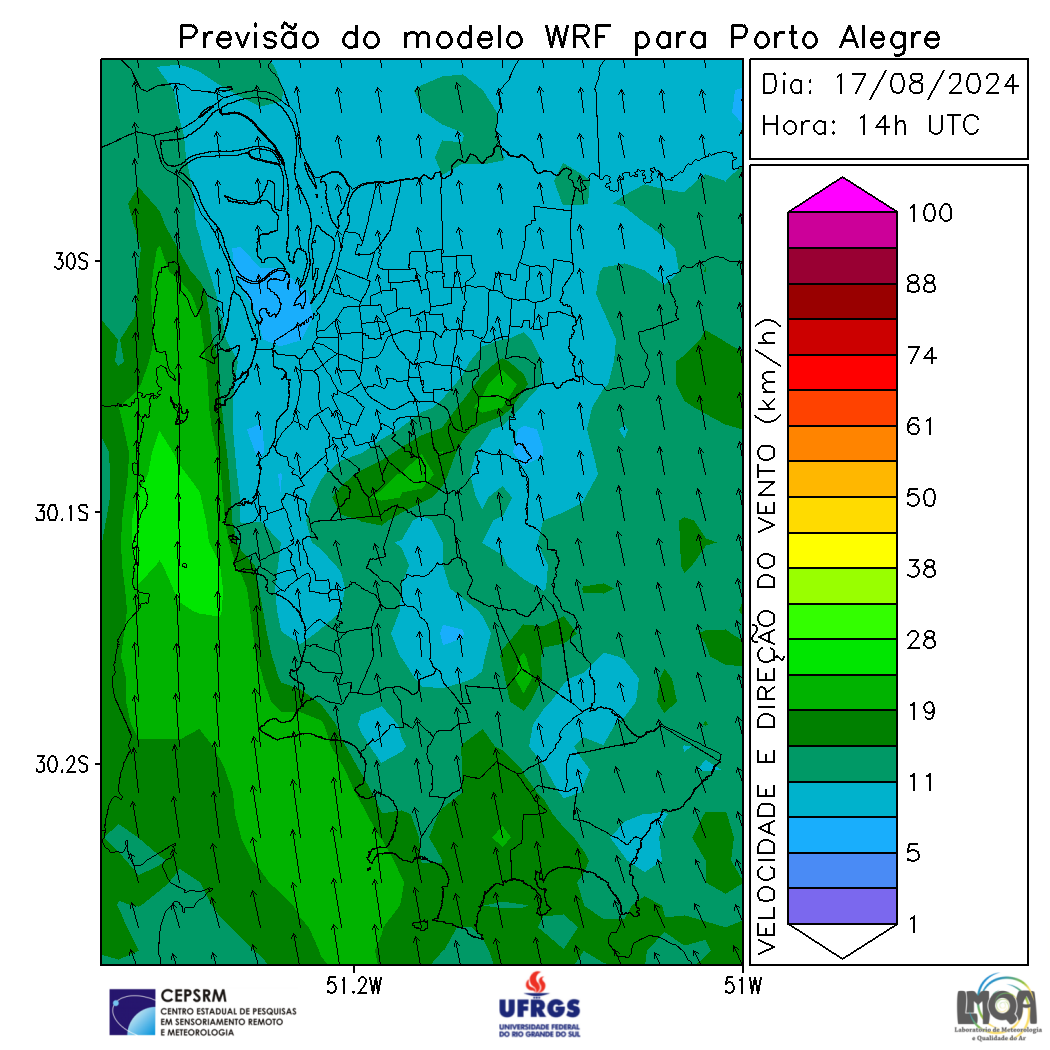 Previsão do modelo WRF para Porto Alegre
Dia: 17/08/2024
Hora: 14h UTC
30S
30.1S
30.2S
51.2W
51W
VELOCIDADE E DIREÇÃO DO VENTO (km/h)
100
88
74
61
50
38
28
19
11
5
1
CEPSRM
CENTRO ESTADUAL DE PESQUISAS
EM SENSORIAMENTO REMOTO
E METEOROLOGIA
UFRGS
UNIVERSIDADE FEDERAL
DO RIO GRANDE DO SUL
LMQA
Laboratório de Meteorologia
e Qualidade do Ar